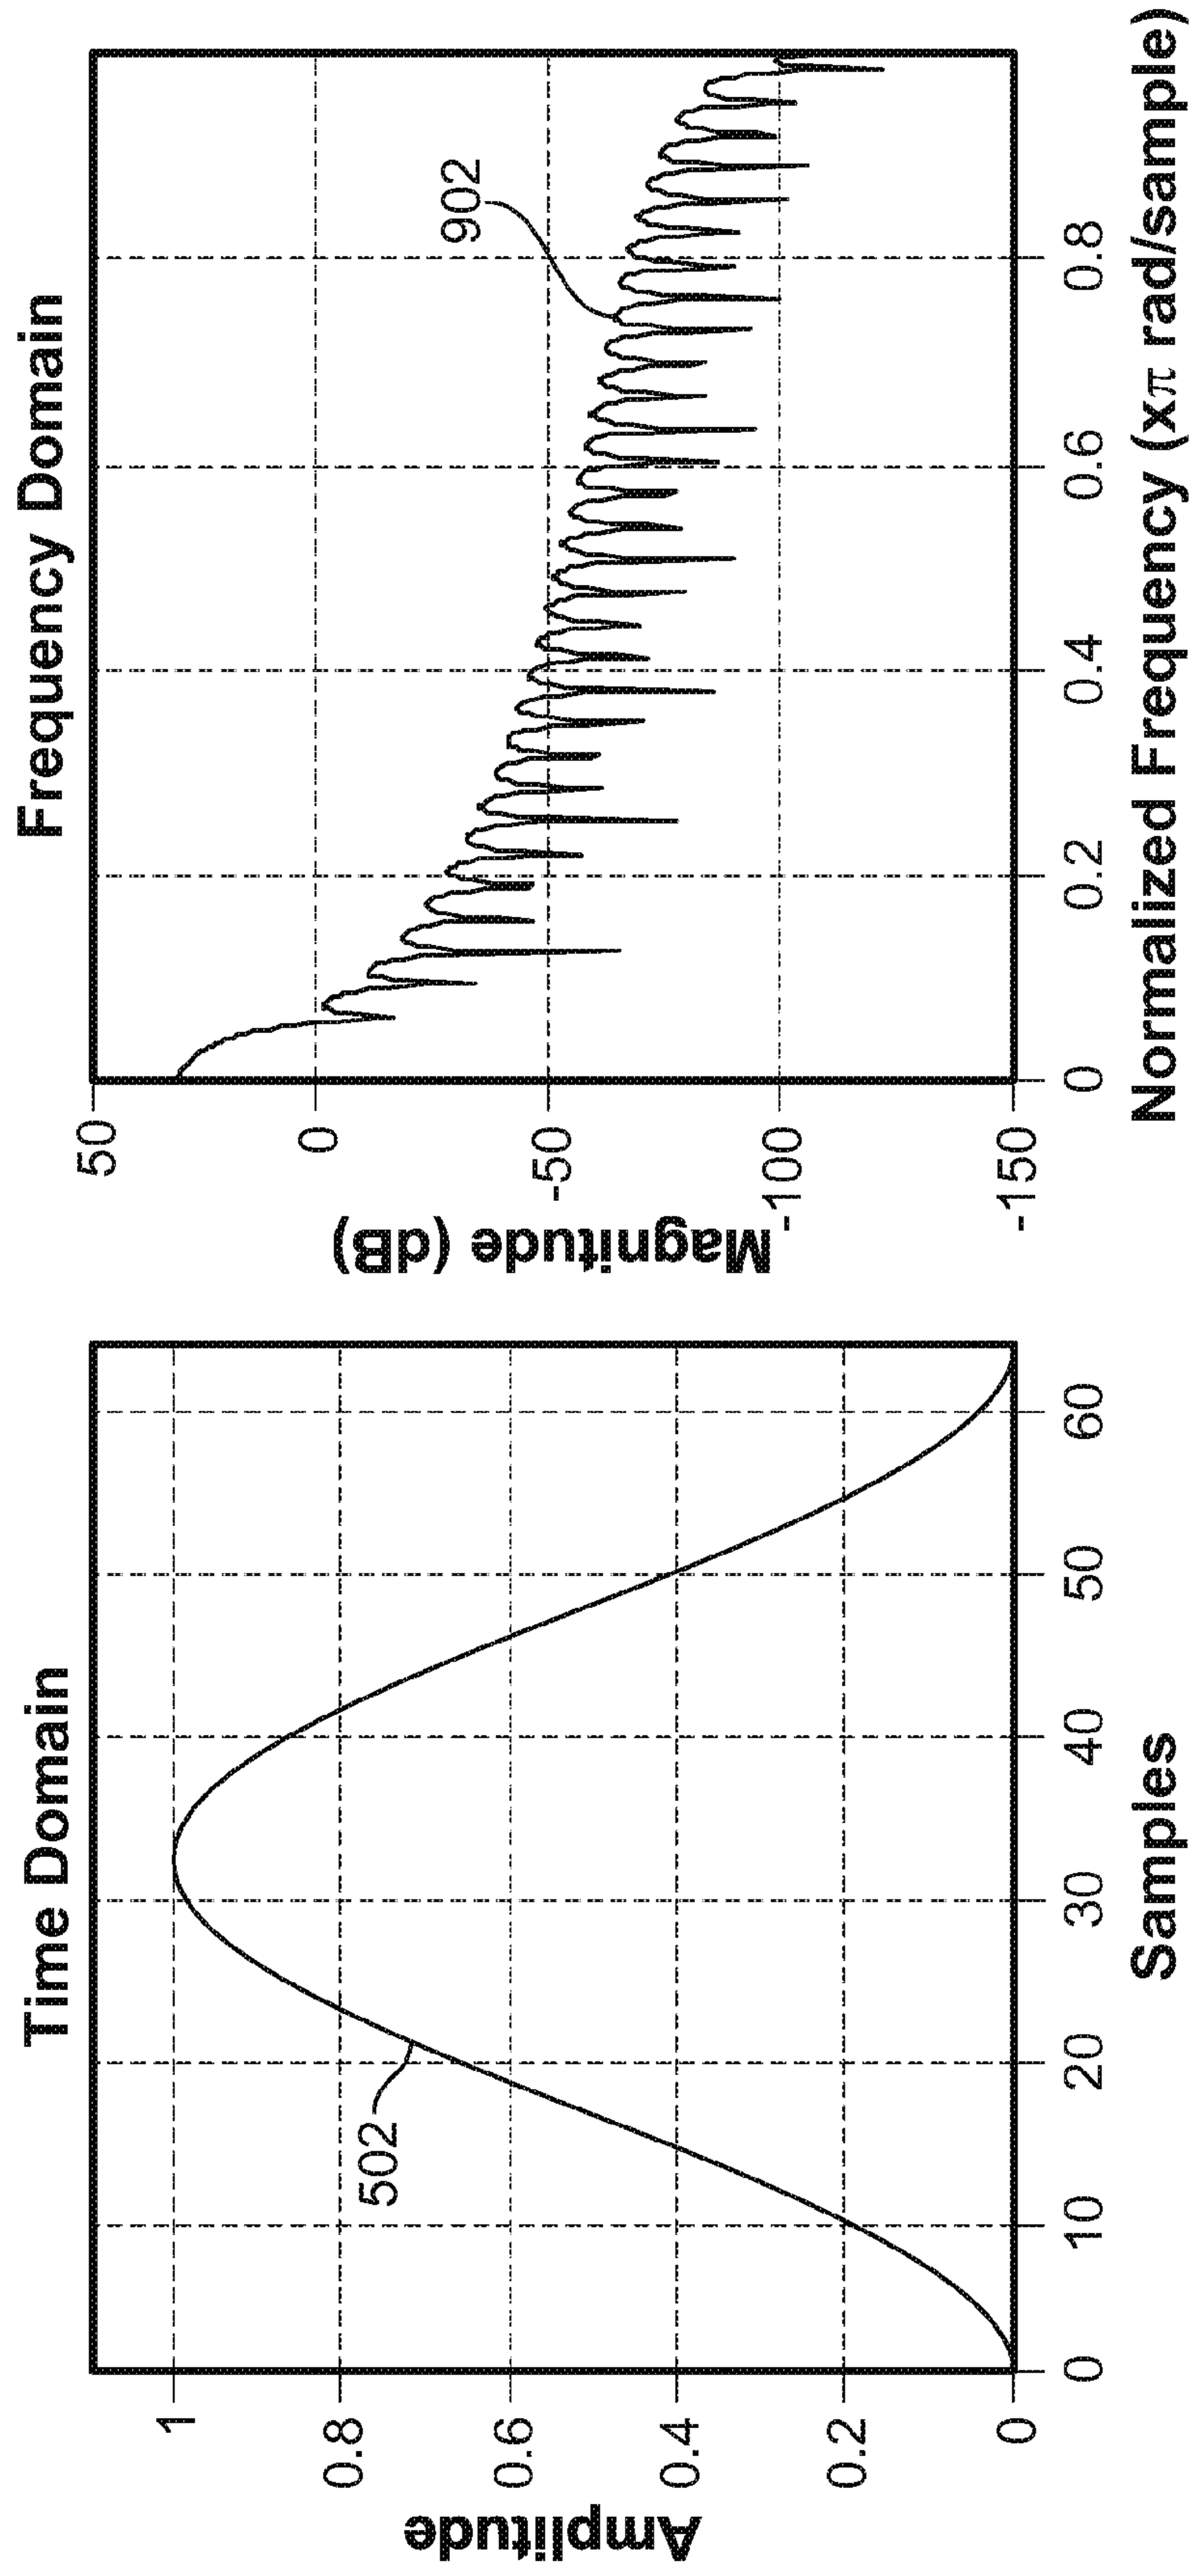 Time Domain
Amplitude
1
0.8
0.6
0.4
0.2
0
502
0 10 20 30 40 50 60
Samples
Frequency Domain
Magnitude (dB)
50
0
-50
-100
-150
902
0 0.2 0.4 0.6 0.8
Normalized Frequency (xπ rad/sample)